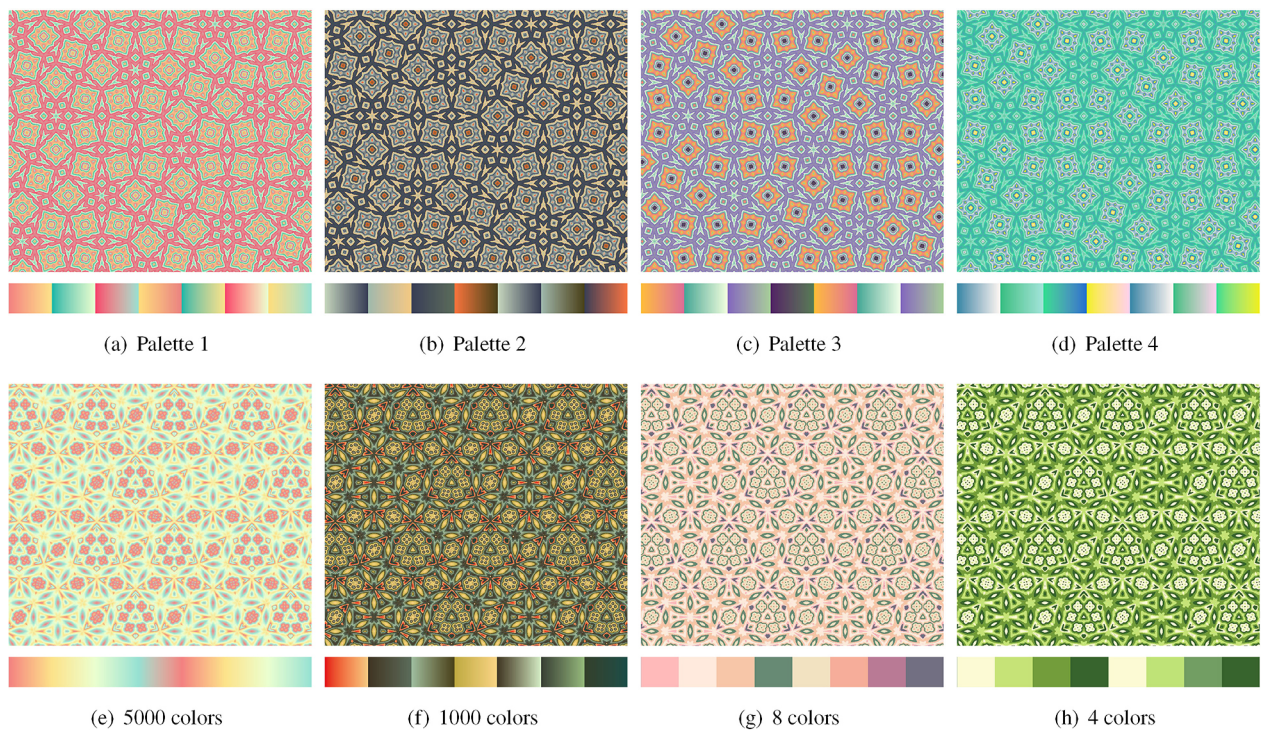 (a) Palette 1
(b) Palette 2
(c) Palette 3
(d) Palette 4
(e) 5000 colors
(f) 1000 colors
(g) 8 colors
(h) 4 colors